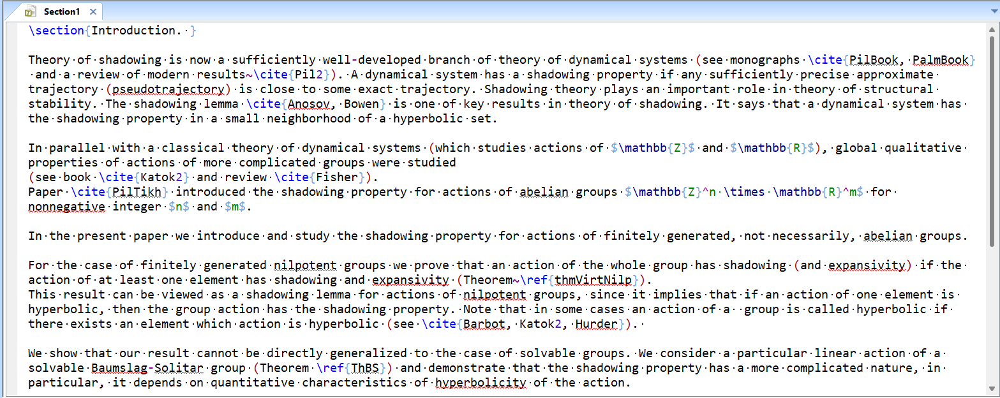 Section1
\section{Introduction. }
Theory of shadowing is now a sufficiently well-developed branch of theory of dynamical systems (see monographs \cite{PilBook, PalmBook}
and a review of modern results~\cite{Pil2}). A dynamical system has a shadowing property if any sufficiently precise approximate
trajectory (pseudotrajectory) is close to some exact trajectory. Shadowing theory plays an important role in theory of structural
stability. The shadowing lemma \cite{Anosov, Bowen} is one of key results in theory of shadowing. It says that a dynamical system has
the shadowing property in a small neighborhood of a hyperbolic set.
In parallel with a classical theory of dynamical systems (which studies actions of $\mathbb{Z}$ and $\mathbb{R}$), global qualitative
properties of actions of more complicated groups were studied
(see book \cite{Katok2} and review \cite{Fisher}).
Paper \cite{PilTikh} introduced the shadowing property for actions of abelian groups $\mathbb{Z}^n \times \mathbb{R}^m$ for
nonnegative integer $n$ and $m$.
In the present paper we introduce and study the shadowing property for actions of finitely generated, not necessarily, abelian groups.
For the case of finitely generated nilpotent groups we prove that an action of the whole group has shadowing (and expansivity) if the
action of at least one element has shadowing and expansivity (Theorem~\ref{thmVirtNilp}).
This result can be viewed as a shadowing lemma for actions of nilpotent groups, since it implies that if an action of one element is
hyperbolic, then the group action has the shadowing property. Note that in some cases an action of a  group is called hyperbolic if
there exists an element which action is hyperbolic (see \cite{Barbot, Katok2, Hurder}).
We show that our result cannot be directly generalized to the case of solvable groups. We consider a particular linear action of a
solvable Baumslag-Solitar group (Theorem \ref{ThBS}) and demonstrate that the shadowing property has a more complicated nature, in
particular, it depends on quantitative characteristics of hyperbolicity of the action.